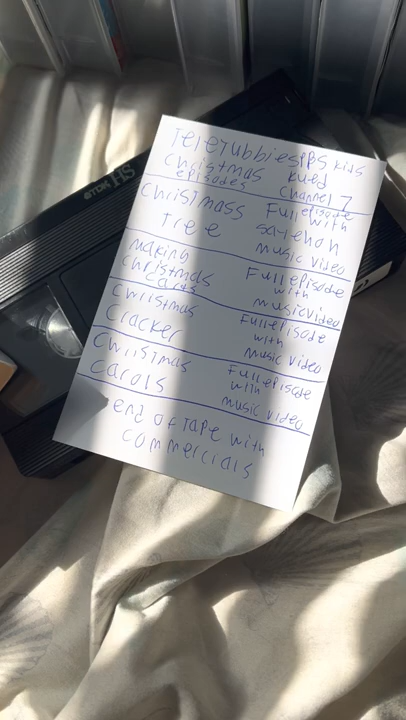 TeleTubbies PBS kids
Christmas kued
episodes Channel 7
Christmass Full episode
Tree with
music video
making Full episode
christmas with
cards music video
Christmas Full episode
Cracker with
music video
Christmas Full episode
Carols with
music video
end of Tape with
commercials
TDK HS